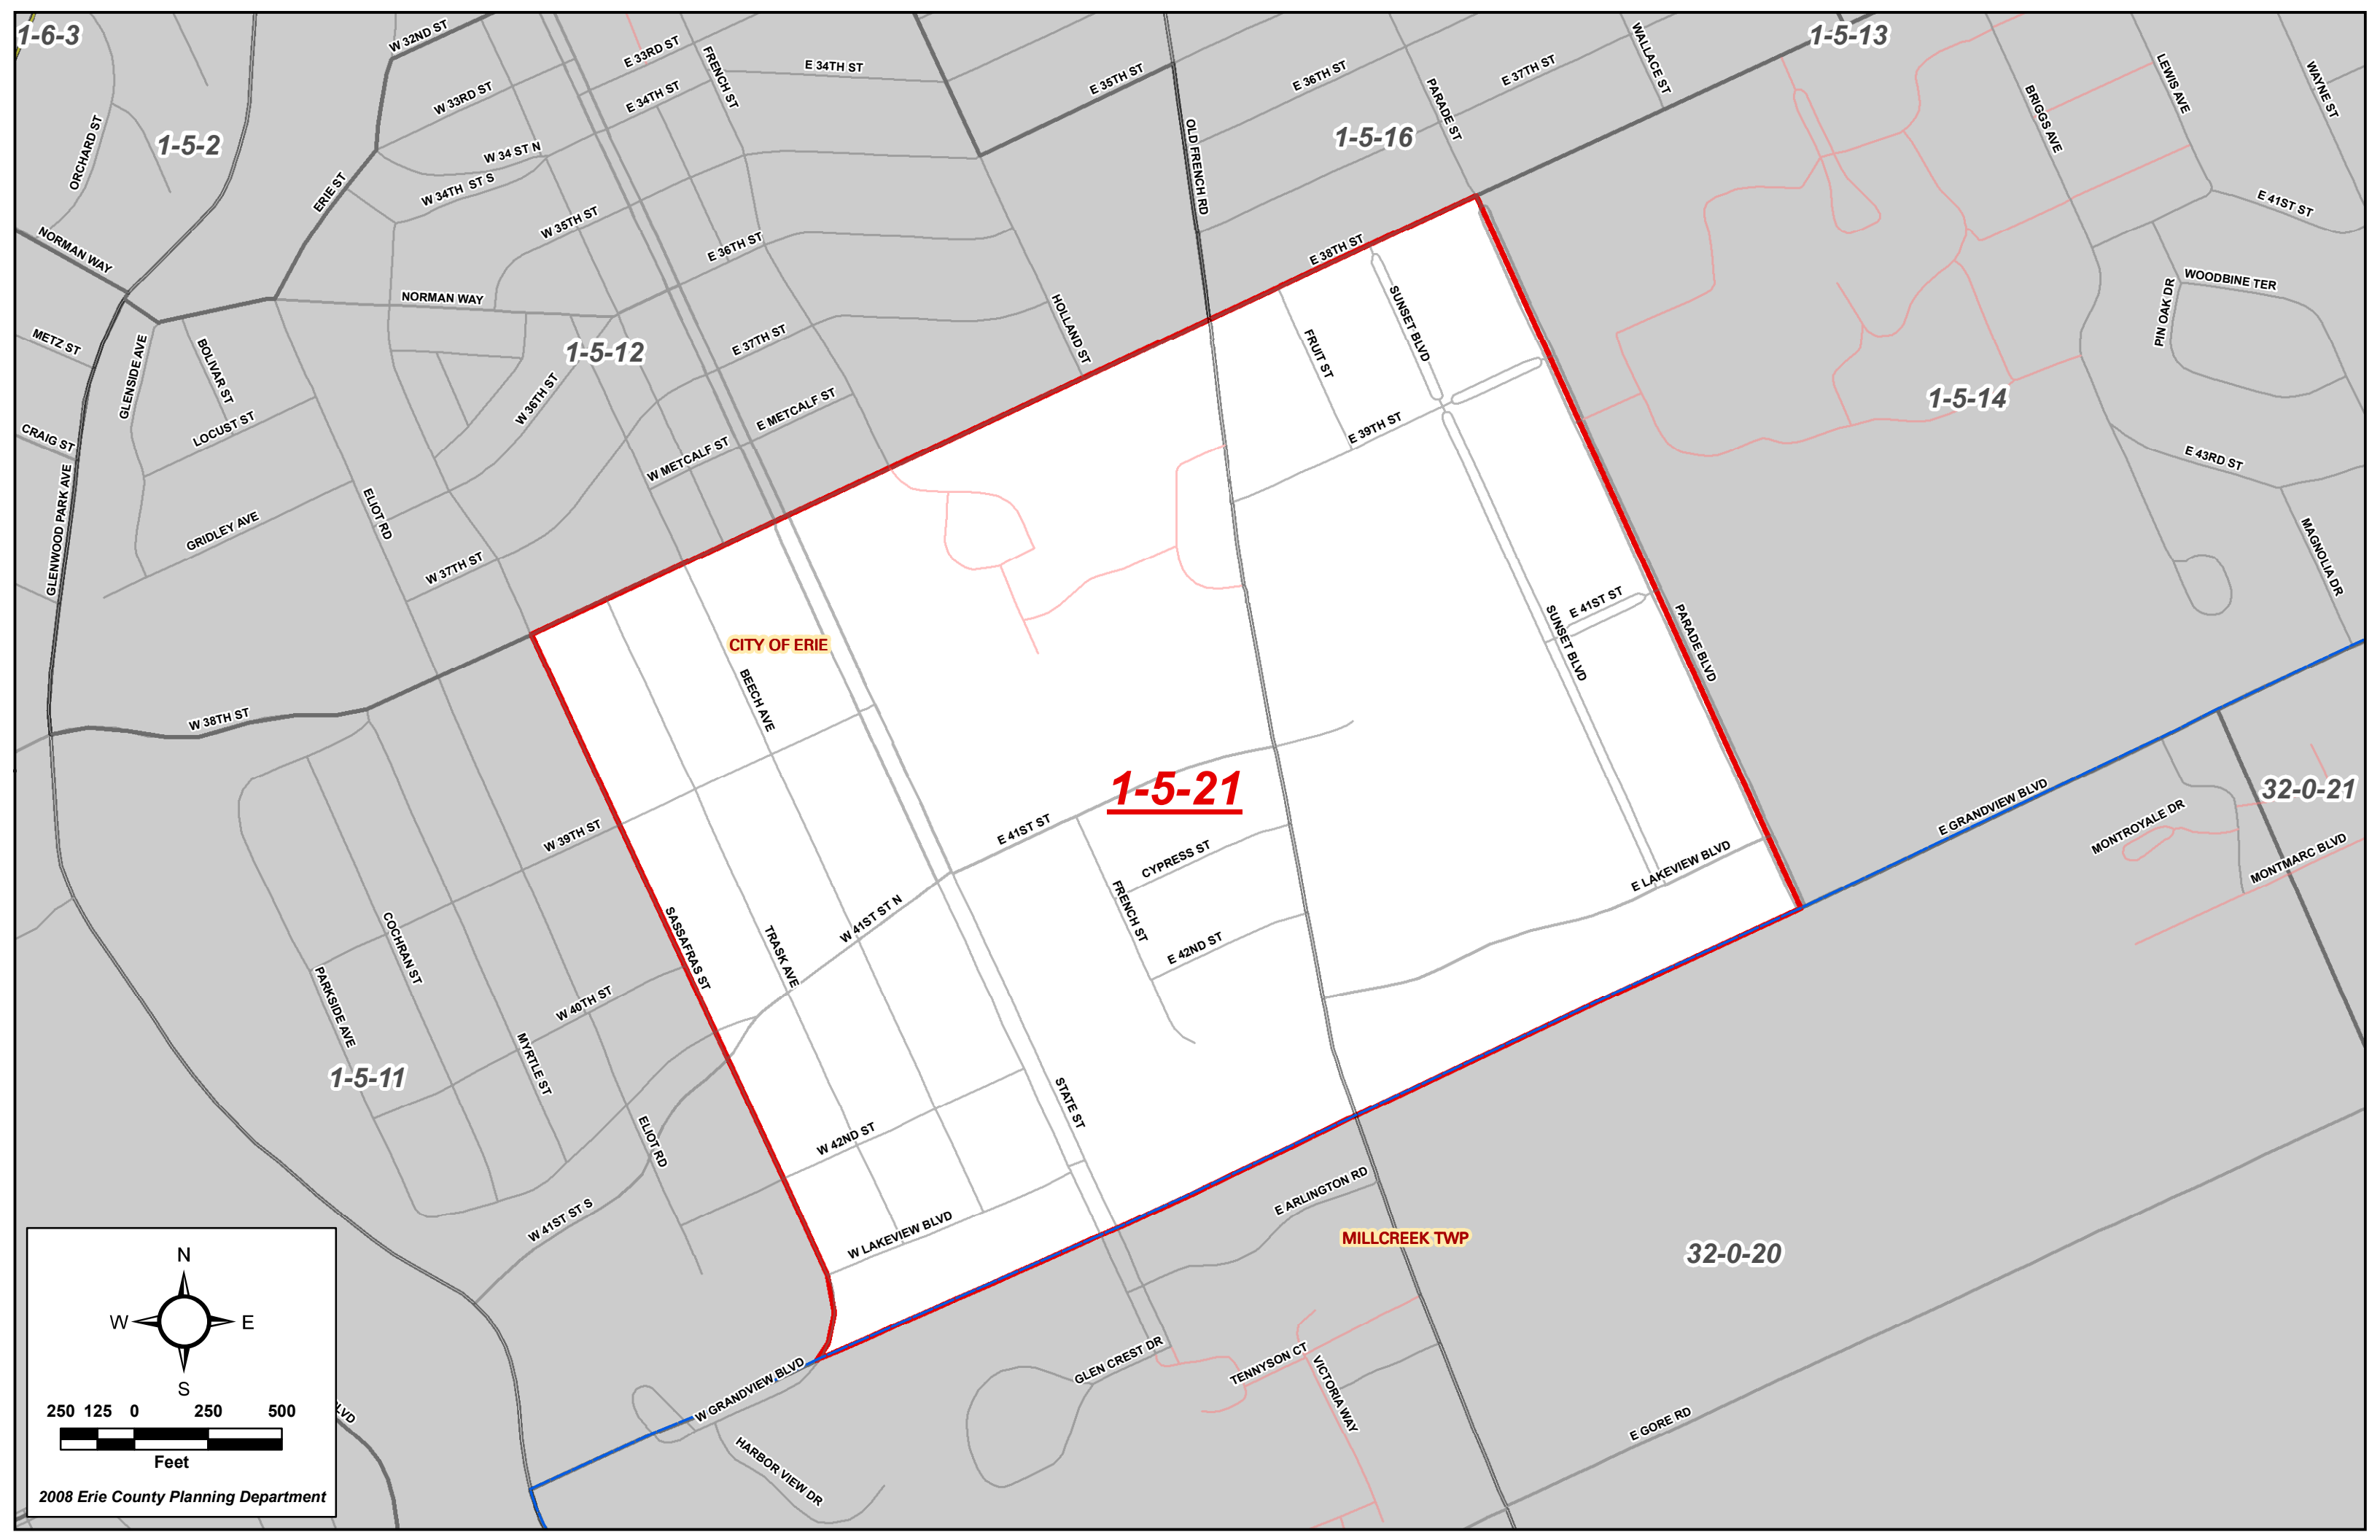 1-6-3
W 32ND ST
E 33RD ST
FRENCH ST
E 34TH ST
E 35TH ST
E 36TH ST
PARADE ST
E 37TH ST
WALLACE ST
1-5-13
BRIGGS AVE
LEWIS AVE
WAYNE ST
ORCHARD ST
1-5-2
W 33RD ST
E 34TH ST
W 34 ST N
W 34TH ST S
ERIE ST
W 35TH ST
E 36TH ST
OLD FRENCH RD
1-5-16
E 41ST ST
NORMAN WAY
NORMAN WAY
METZ ST
GLENSIDE AVE
BOLIVAR ST
LOCUST ST
1-5-12
W 36TH ST
E 37TH ST
HOLLAND ST
E 38TH ST
SUNSET BLVD
FRUIT ST
E 39TH ST
1-5-14
PIN OAK DR
WOODBINE TER
CRAIG ST
E METCALF ST
W METCALF ST
E 43RD ST
GLENWOOD PARK AVE
ELIOT RD
GRIDLEY AVE
W 37TH ST
MAGNOLIA DR
CITY OF ERIE
BEECH AVE
E 41ST ST
SUNSET BLVD
PARADE BLVD
W 38TH ST
1-5-21
E 41ST ST
CYPRESS ST
FRENCH ST
E 42ND ST
E LAKEVIEW BLVD
E GRANDVIEW BLVD
32-0-21
MONTROYALE DR
MONTMARC BLVD
W 39TH ST
SASSAFRAS ST
TRASK AVE
W 41ST ST N
COCHRAN ST
PARKSIDE AVE
W 40TH ST
MYRTLE ST
1-5-11
ELIOT RD
W 42ND ST
STATE ST
W LAKEVIEW BLVD
W 41ST ST S
E ARLINGTON RD
MILLCREEK TWP
32-0-20
W GRANDVIEW BLVD
GLEN CREST DR
TENNYSON CT
VICTORIA WAY
HARBOR VIEW DR
E GORE RD
LVD
N
W E
S
250 125 0 250 500
Feet
2008 Erie County Planning Department